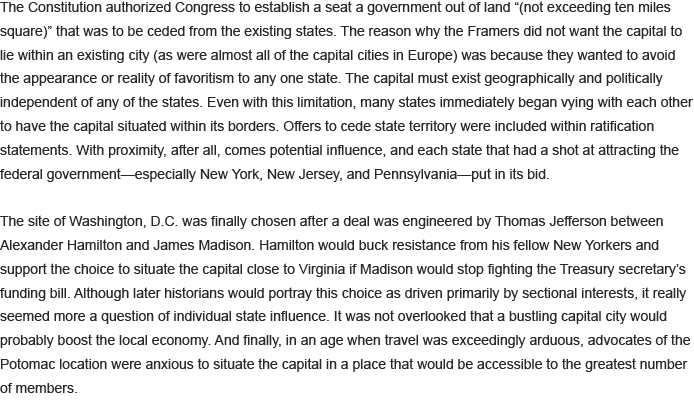 The Constitution authorized Congress to establish a seat a government out of land “(not exceeding ten miles
square)” that was to be ceded from the existing states. The reason why the Framers did not want the capital to
lie within an existing city (as were almost all of the capital cities in Europe) was because they wanted to avoid
the appearance or reality of favoritism to any one state. The capital must exist geographically and politically
independent of any of the states. Even with this limitation, many states immediately began vying with each other
to have the capital situated within its borders. Offers to cede state territory were included within ratification
statements. With proximity, after all, comes potential influence, and each state that had a shot at attracting the
federal government—especially New York, New Jersey, and Pennsylvania—put in its bid.
The site of Washington, D.C. was finally chosen after a deal was engineered by Thomas Jefferson between
Alexander Hamilton and James Madison. Hamilton would buck resistance from his fellow New Yorkers and
support the choice to situate the capital close to Virginia if Madison would stop fighting the Treasury secretary’s
funding bill. Although later historians would portray this choice as driven primarily by sectional interests, it really
seemed more a question of individual state influence. It was not overlooked that a bustling capital city would
probably boost the local economy. And finally, in an age when travel was exceedingly arduous, advocates of the
Potomac location were anxious to situate the capital in a place that would be accessible to the greatest number
of members.